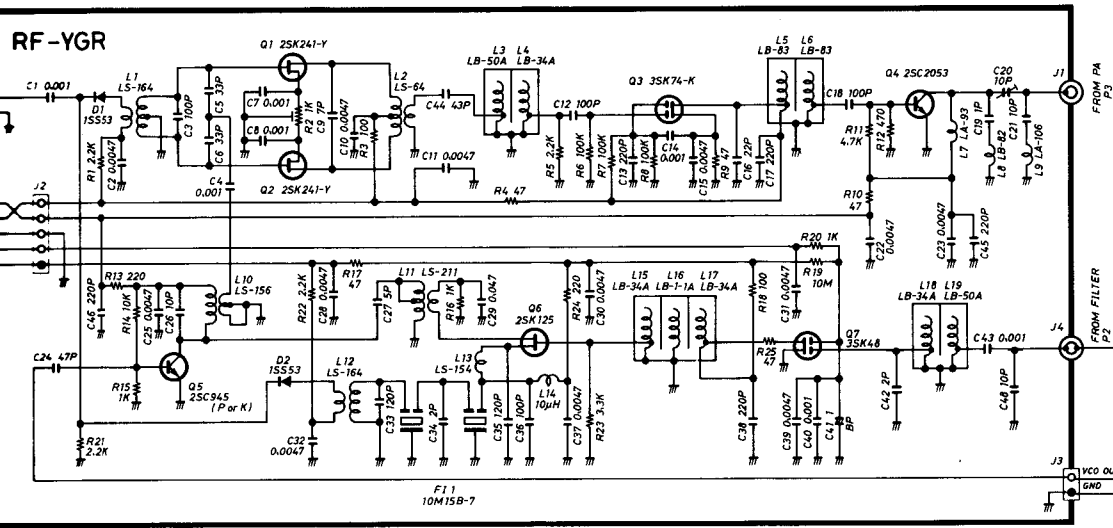 RF-YGR
C1 0.001
D1
1SS53
L1
LS-164
R1 2.2K
C2 0.0047
C3 100P
C5 33P
C6 33P
C4
0.001
Q1 2SK241-Y
C7 0.001
C8 0.001
R2 1K
Q2 2SK241-Y
C9 7P
C10 0.0047
R3 100
L2
LS-64
C11 0.0047
C44 43P
L3
LB-50A
L4
LB-34A
R4 47
C12 100P
R5 2.2K
R6 100K
Q3 3SK74-K
R7 100K
C13 220P
R8 100K
C14
0.001
C15 0.0047
R9 47
C16 22P
C17 220P
L5
LB-83
L6
LB-83
C18 100P
R11
4.7K
R12 470
Q4 2SC2053
R10
47
C22
0.0047
L7 LA-93
C23 0.0047
C45 220P
C19 1P
L8 LB-82
C20
10P
C21 10P
L9 LA-106
J1
FROM PA
P3
J2
C46 220P
R13 220
R14 10K
C25 0.0047
C26 10P
L10
LS-156
C24 47P
R15
1K
Q5
2SC945
(P or K)
R21
2.2K
R22 2.2K
C28 0.0047
R17
47
C27 5P
L11
LS-211
R16 1K
C29 0.047
D2
1SS53
L12
LS-164
C32
0.0047
C33 120P
C34 2P
FI1
10M15B-7
L13
LS-154
Q6
2SK125
C35 120P
C36 100P
L14
10μH
C37 0.0047
R23 3.3K
R24 220
C30 0.0047
L15
LB-34A
L16
LB-1-1A
L17
LB-34A
R18 100
C38 220P
R25
47
C31 0.0047
R20 1K
R19
10M
Q7
3SK48
C39 0.0047
C40 0.001
C41 1
BP
C42 2P
L18
LB-34A
L19
LB-50A
C43 0.001
C48 10P
J4
FROM FILTER
P2
J3
VCO OU
GND